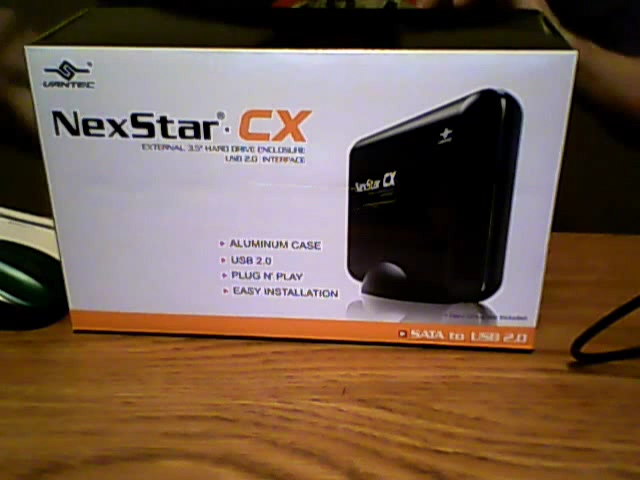 VANTEC
NexStar® CX
EXTERNAL 3.5" HARD DRIVE ENCLOSURE
USB 2.0 INTERFACE
NexStar CX
ALUMINUM CASE
USB 2.0
PLUG N' PLAY
EASY INSTALLATION
Included
SATA to USB 2.0